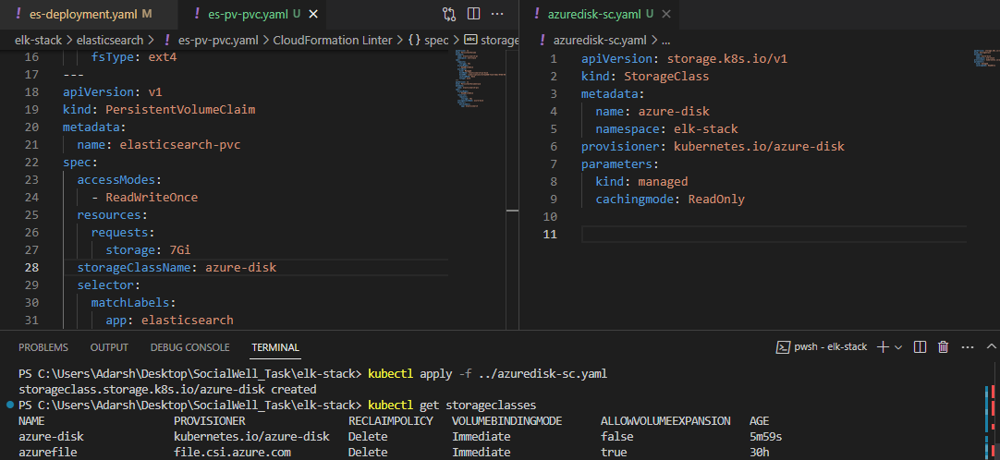 es-deployment.yaml M
es-pv-pvc.yaml U
elk-stack > elasticsearch > es-pv-pvc.yaml > CloudFormation Linter > {} spec > storage
16 fsType: ext4
17 ---
18 apiVersion: v1
19 kind: PersistentVolumeClaim
20 metadata:
21 name: elasticsearch-pvc
22 spec:
23 accessModes:
24 - ReadWriteOnce
25 resources:
26 requests:
27 storage: 7Gi
28 storageClassName: azure-disk
29 selector:
30 matchLabels:
31 app: elasticsearch
azuredisk-sc.yaml U
azuredisk-sc.yaml > ...
1 apiVersion: storage.k8s.io/v1
2 kind: StorageClass
3 metadata:
4 name: azure-disk
5 namespace: elk-stack
6 provisioner: kubernetes.io/azure-disk
7 parameters:
8 kind: managed
9 cachingmode: ReadOnly
10
11
PROBLEMS OUTPUT DEBUG CONSOLE TERMINAL
pwsh - elk-stack
PS C:\Users\Adarsh\Desktop\SocialWell_Task\elk-stack> kubectl apply -f ../azuredisk-sc.yaml
storageclass.storage.k8s.io/azure-disk created
PS C:\Users\Adarsh\Desktop\SocialWell_Task\elk-stack> kubectl get storageclasses
NAME PROVISIONER RECLAIMPOLICY VOLUMEBINDINGMODE ALLOWVOLUMEEXPANSION AGE
azure-disk kubernetes.io/azure-disk Delete Immediate false 5m59s
azurefile file.csi.azure.com Delete Immediate true 30h